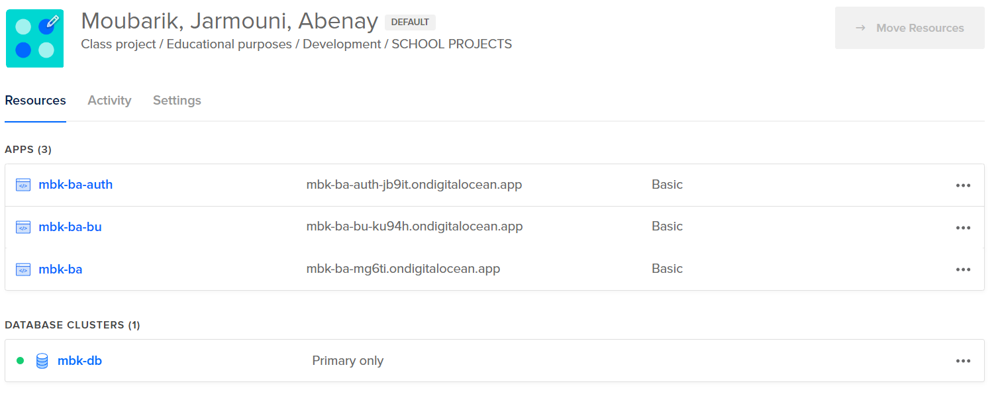 Moubarik, Jarmouni, Abenay DEFAULT
Class project / Educational purposes / Development / SCHOOL PROJECTS
→ Move Resources
Resources Activity Settings
APPS (3)
mbk-ba-auth mbk-ba-auth-jb9it.ondigitalocean.app Basic
mbk-ba-bu mbk-ba-bu-ku94h.ondigitalocean.app Basic
mbk-ba mbk-ba-mg6ti.ondigitalocean.app Basic
DATABASE CLUSTERS (1)
mbk-db Primary only